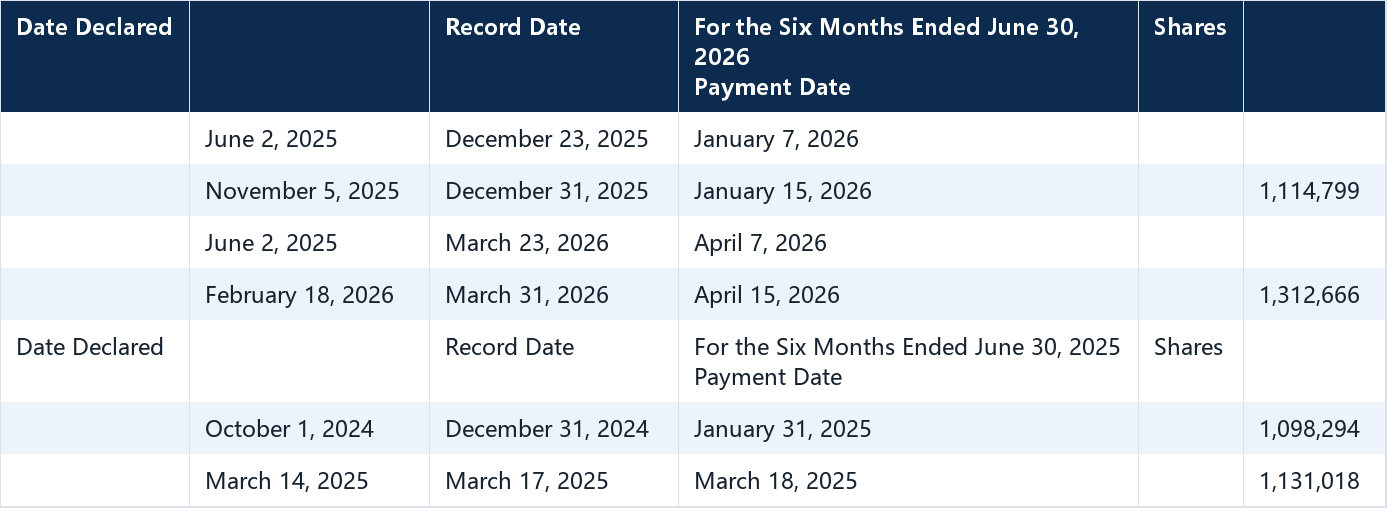 Date Declared Record Date For the Six Months Ended June 30,
2026
Payment Date Shares
June 2, 2025 December 23, 2025 January 7, 2026
November 5, 2025 December 31, 2025 January 15, 2026 1,114,799
June 2, 2025 March 23, 2026 April 7, 2026
February 18, 2026 March 31, 2026 April 15, 2026 1,312,666
Date Declared Record Date For the Six Months Ended June 30, 2025
Payment Date Shares
October 1, 2024 December 31, 2024 January 31, 2025 1,098,294
March 14, 2025 March 17, 2025 March 18, 2025 1,131,018